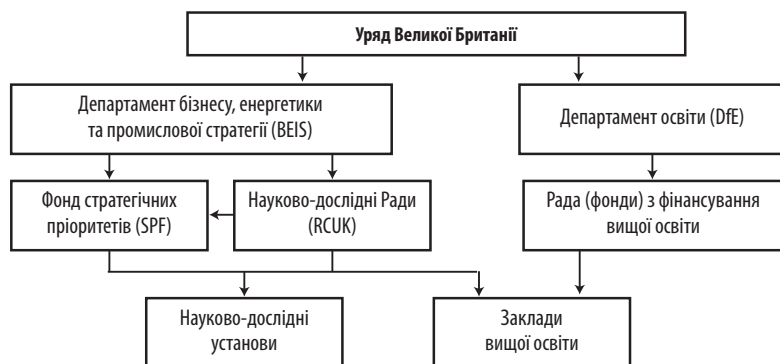 Уряд Великої Британії
Департамент бізнесу, енергетики
та промислової стратегії (BEIS)
Департамент освіти (DfE)
Фонд стратегічних
пріоритетів (SPF)
Науково-дослідні Ради
(RCUK)
Рада (фонди) з фінансування
вищої освіти
Науково-дослідні
установи
Заклади
вищої освіти